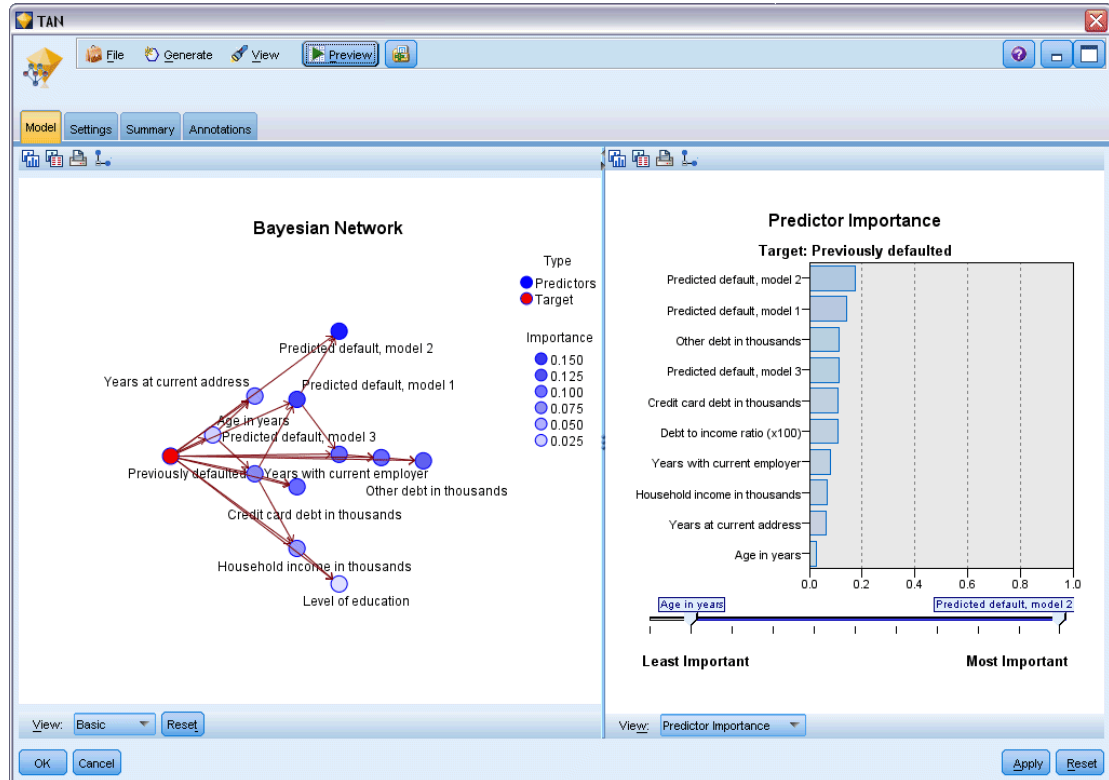 TAN
File Generate View Preview
Model Settings Summary Annotations
Bayesian Network
Type
Predictors
Target
Importance
0.150
0.125
0.100
0.075
0.050
0.025
Predicted default, model 2
Years at current address
Predicted default, model 1
Age in years
Predicted default, model 3
Previously defaulted
Years with current employer
Other debt in thousands
Credit card debt in thousands
Household income in thousands
Level of education
View: Basic Reset
Predictor Importance
Target: Previously defaulted
Predicted default, model 2
Predicted default, model 1
Other debt in thousands
Predicted default, model 3
Credit card debt in thousands
Debt to income ratio (x100)
Years with current employer
Household income in thousands
Years at current address
Age in years
0.0 0.2 0.4 0.6 0.8 1.0
Age in years Predicted default, model 2
Least Important Most Important
View: Predictor Importance
OK Cancel Apply Reset